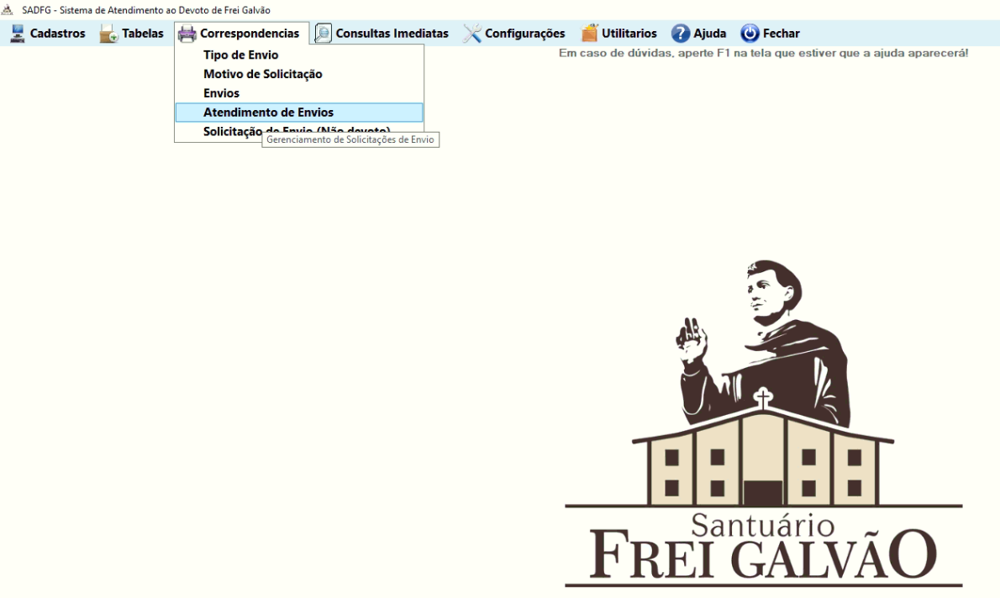 SADFG - Sistema de Atendimento ao Devoto de Frei Galvão
Cadastros Tabelas Correspondencias Consultas Imediatas Configurações Utilitarios Ajuda Fechar
Em caso de dúvidas, aperte F1 na tela que estiver que a ajuda aparecerá!
Tipo de Envio
Motivo de Solicitação
Envios
Atendimento de Envios
Solicitação de Envio (Não devoto)
Gerenciamento de Solicitações de Envio
Santuário
FREI GALVÃO